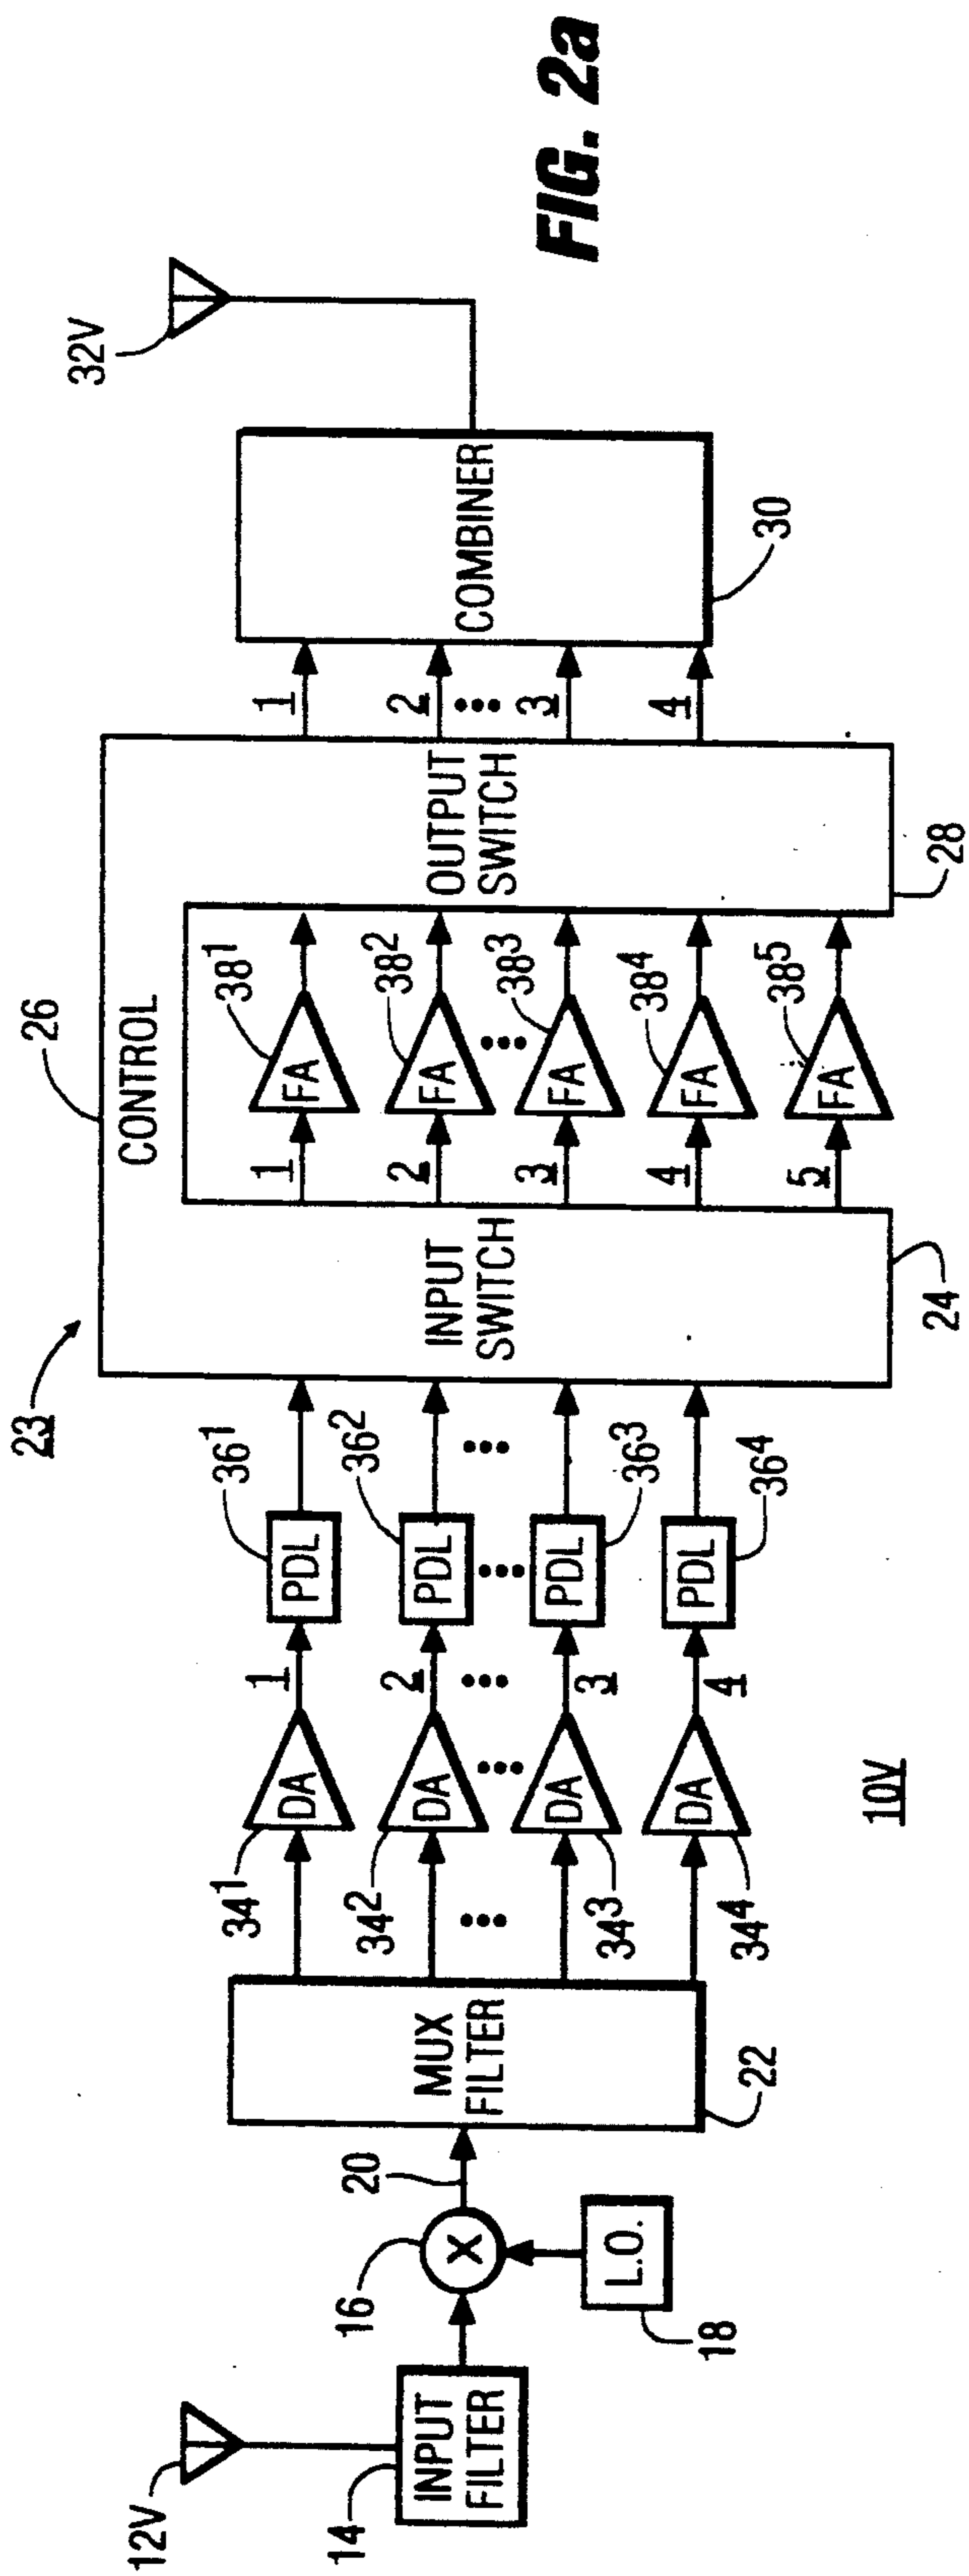 12V
INPUT
FILTER
14
16
X
20
L.O.
18
MUX
FILTER
22
34¹
DA
1
36¹
PDL
34²
DA
2
36²
PDL
34³
DA
3
36³
PDL
34⁴
DA
4
36⁴
PDL
10V
23
26
CONTROL
INPUT
SWITCH
24
1
FA
38¹
2
FA
38²
3
FA
38³
4
FA
38⁴
5
FA
38⁵
OUTPUT
SWITCH
28
1
2
3
4
COMBINER
30
32V
FIG. 2a